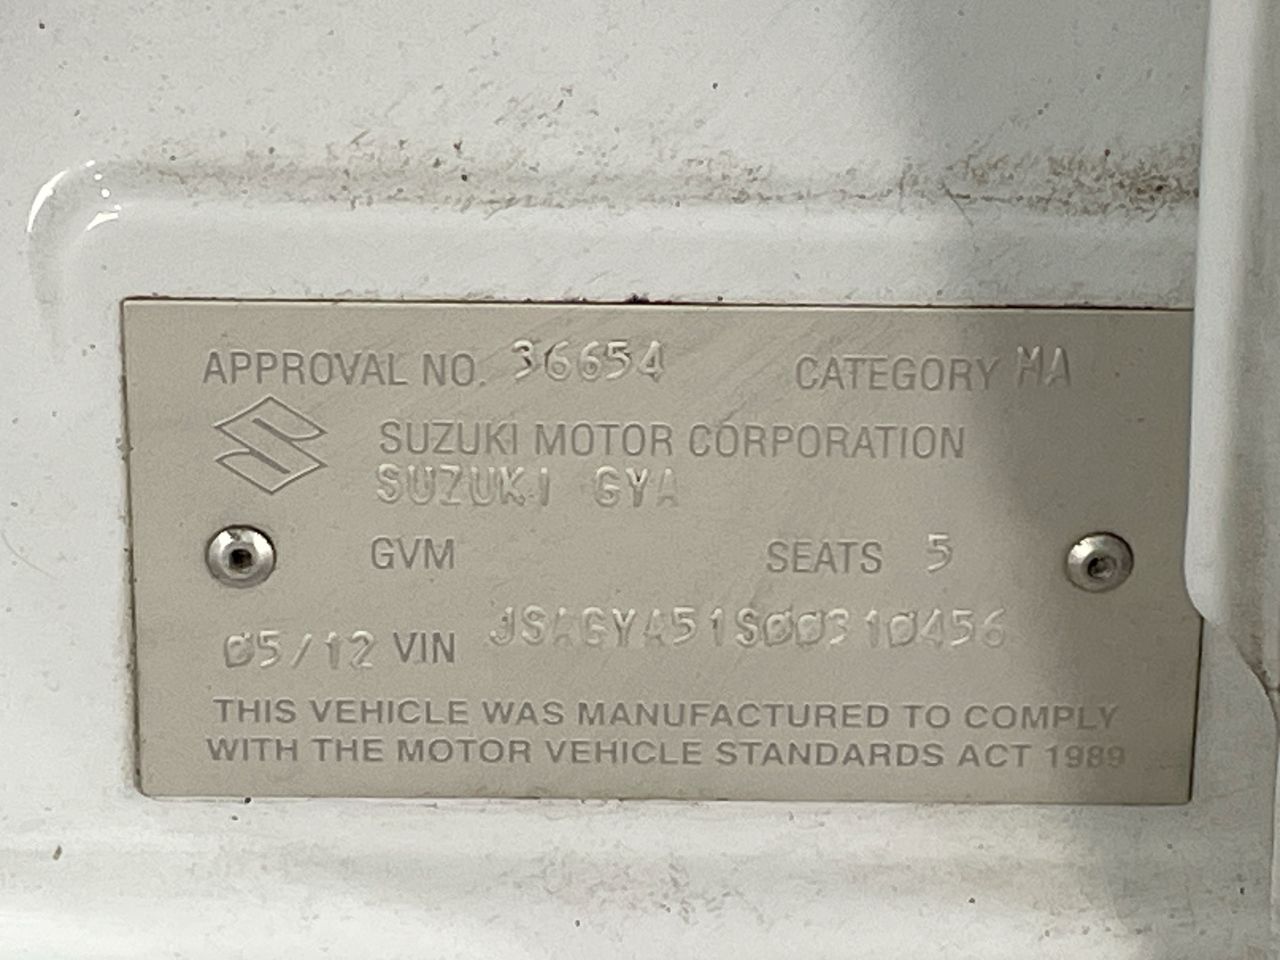 APPROVAL NO. 36654 CATEGORY MA
SUZUKI MOTOR CORPORATION
SUZUKI GYA
GVM SEATS 5
05/12 VIN JSAGYA51S00310456
THIS VEHICLE WAS MANUFACTURED TO COMPLY
WITH THE MOTOR VEHICLE STANDARDS ACT 1989